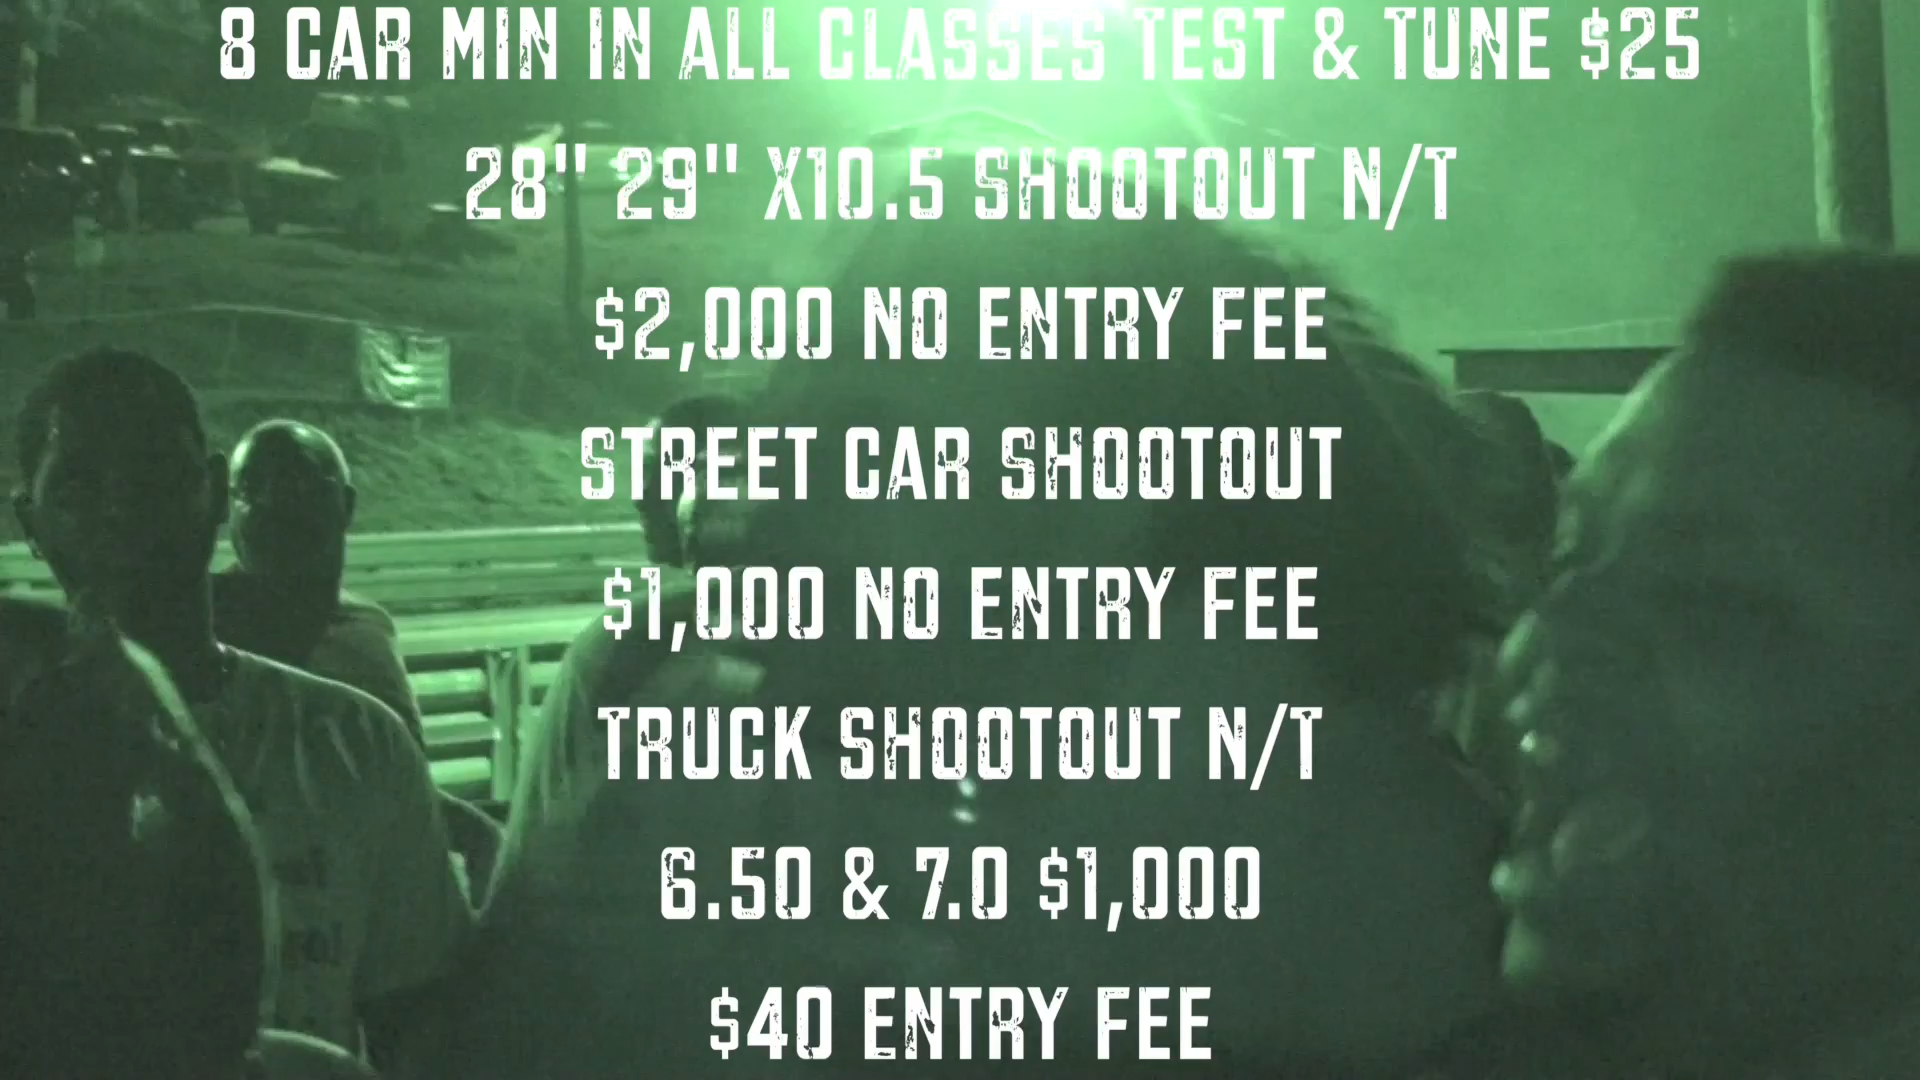 8 CAR MIN IN ALL CLASSES TEST & TUNE $25
28" 29" X10.5 SHOOTOUT N/T
$2,000 NO ENTRY FEE
STREET CAR SHOOTOUT
$1,000 NO ENTRY FEE
TRUCK SHOOTOUT N/T
6.50 & 7.0 $1,000
$40 ENTRY FEE